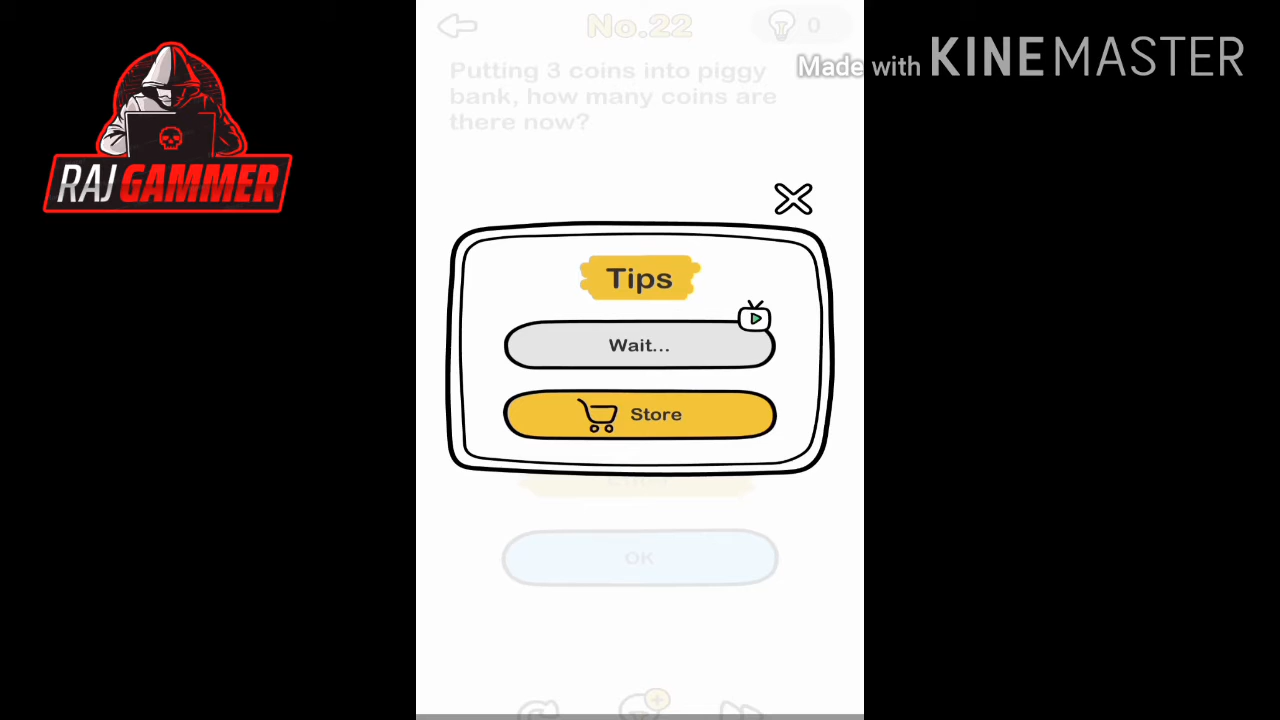 No.22
0
Made with KINEMASTER
Putting 3 coins into piggy
bank, how many coins are
there now?
RAJ GAMMER
Tips
Wait...
Store
OK